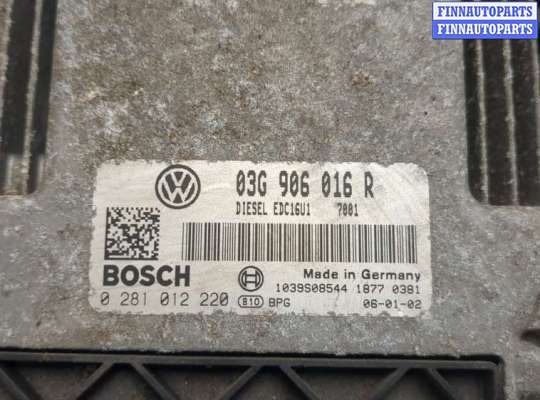 FINNAUTOPARTS
FINNAUTOPARTS
03G 906 016 R
DIESEL EDC16U1 7001
BOSCH
Made in Germany
1039S08544 1877 0381
0 281 012 220 B10 BPG 06-01-02